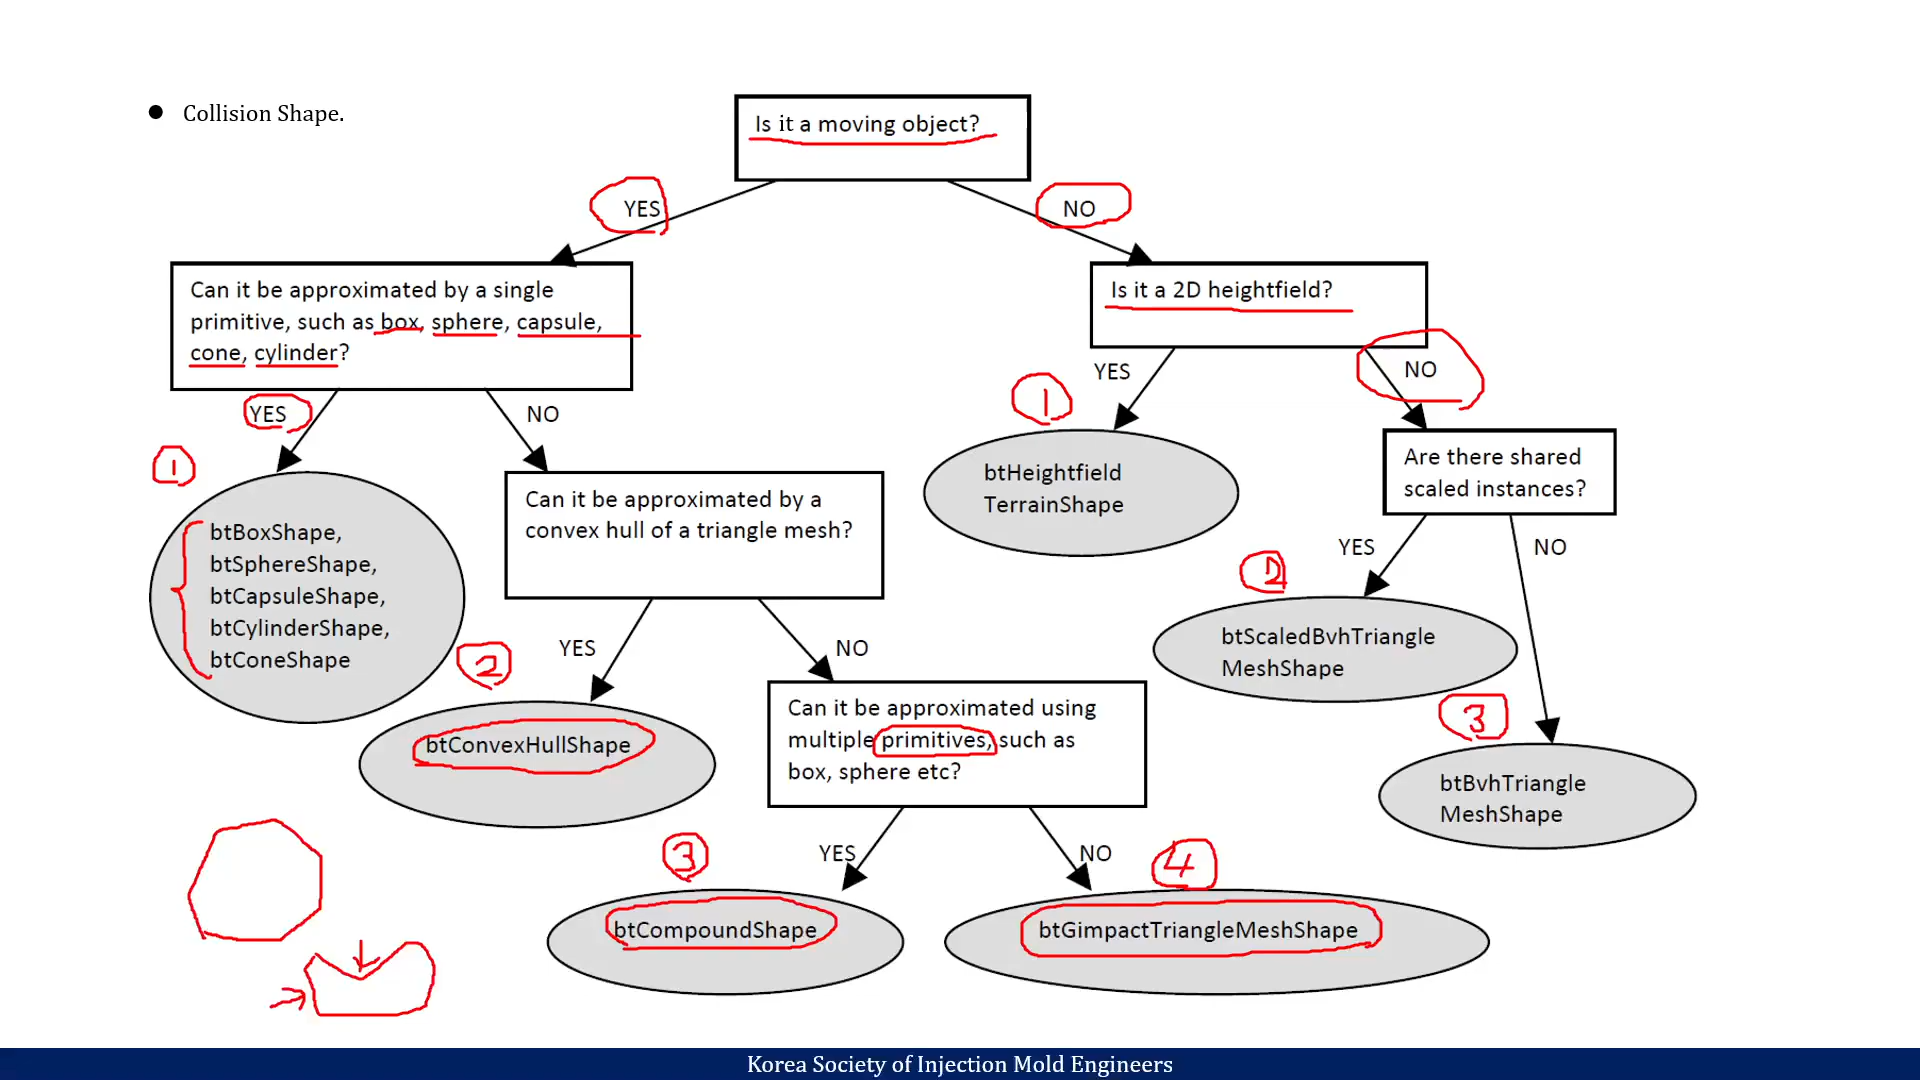 ● Collision Shape.
Is it a moving object?
YES
NO
Can it be approximated by a single
primitive, such as box, sphere, capsule,
cone, cylinder?
Is it a 2D heightfield?
YES
NO
YES
NO
1
1
btHeightfield
TerrainShape
Are there shared
scaled instances?
btBoxShape,
btSphereShape,
btCapsuleShape,
btCylinderShape,
btConeShape
Can it be approximated by a
convex hull of a triangle mesh?
YES
NO
2
2
btScaledBvhTriangle
MeshShape
YES
NO
btConvexHullShape
Can it be approximated using
multiple primitives, such as
box, sphere etc?
3
btBvhTriangle
MeshShape
YES
NO
3
4
btCompoundShape
btGimpactTriangleMeshShape
Korea Society of Injection Mold Engineers